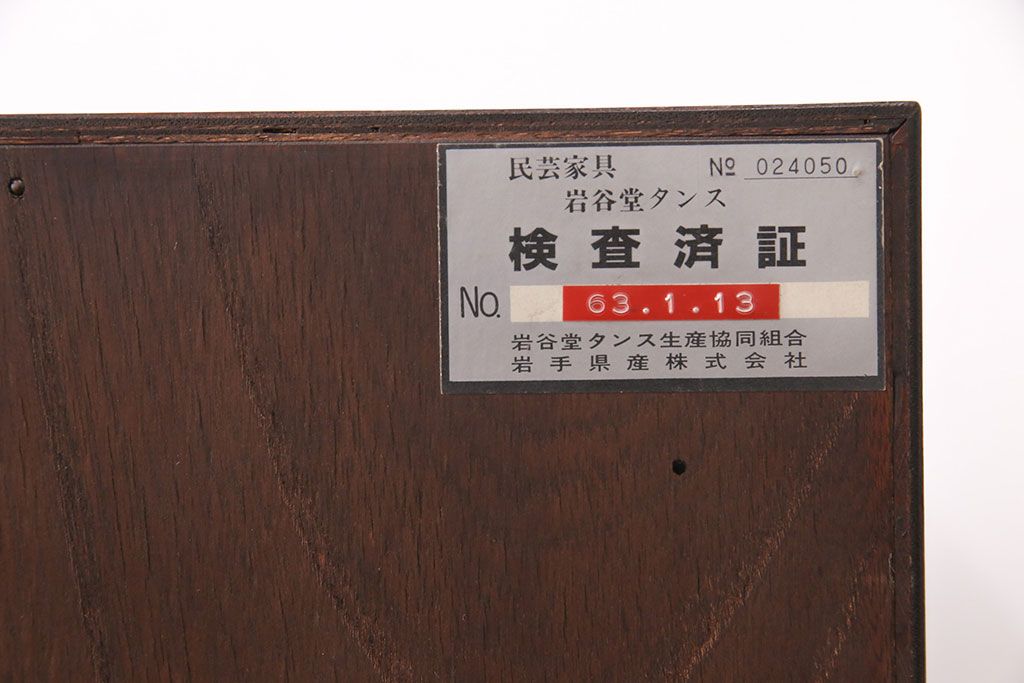 民芸家具 № 024050
岩谷堂タンス
検査済証
No. 63.1.13
岩谷堂タンス生産協同組合
岩手県産株式会社